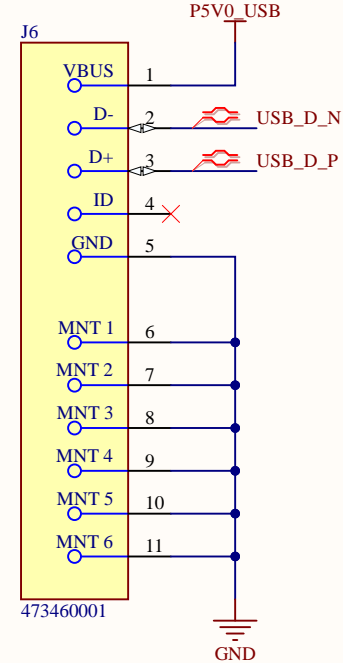 P5V0_USB
J6
VBUS 1
D- 2 USB_D_N
D+ 3 USB_D_P
ID 4
GND 5
MNT 1 6
MNT 2 7
MNT 3 8
MNT 4 9
MNT 5 10
MNT 6 11
473460001
GND